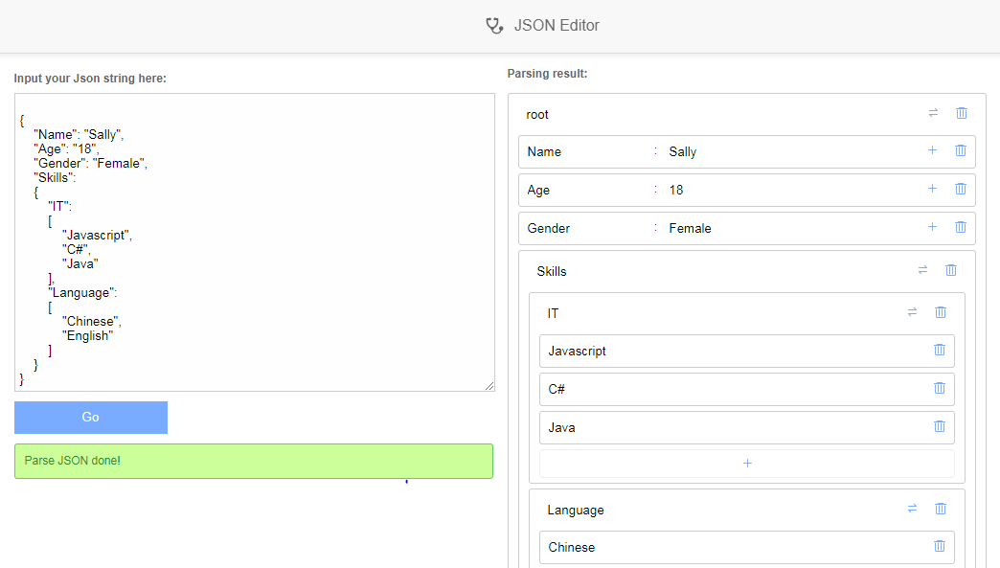 JSON Editor
Input your Json string here:
{
"Name": "Sally",
"Age": "18",
"Gender": "Female",
"Skills":
{
"IT":
[
"Javascript",
"C#",
"Java"
],
"Language":
[
"Chinese",
"English"
]
}
}
Go
Parse JSON done!
Parsing result:
root
Name : Sally
Age : 18
Gender : Female
Skills
IT
Javascript
C#
Java
+
Language
Chinese